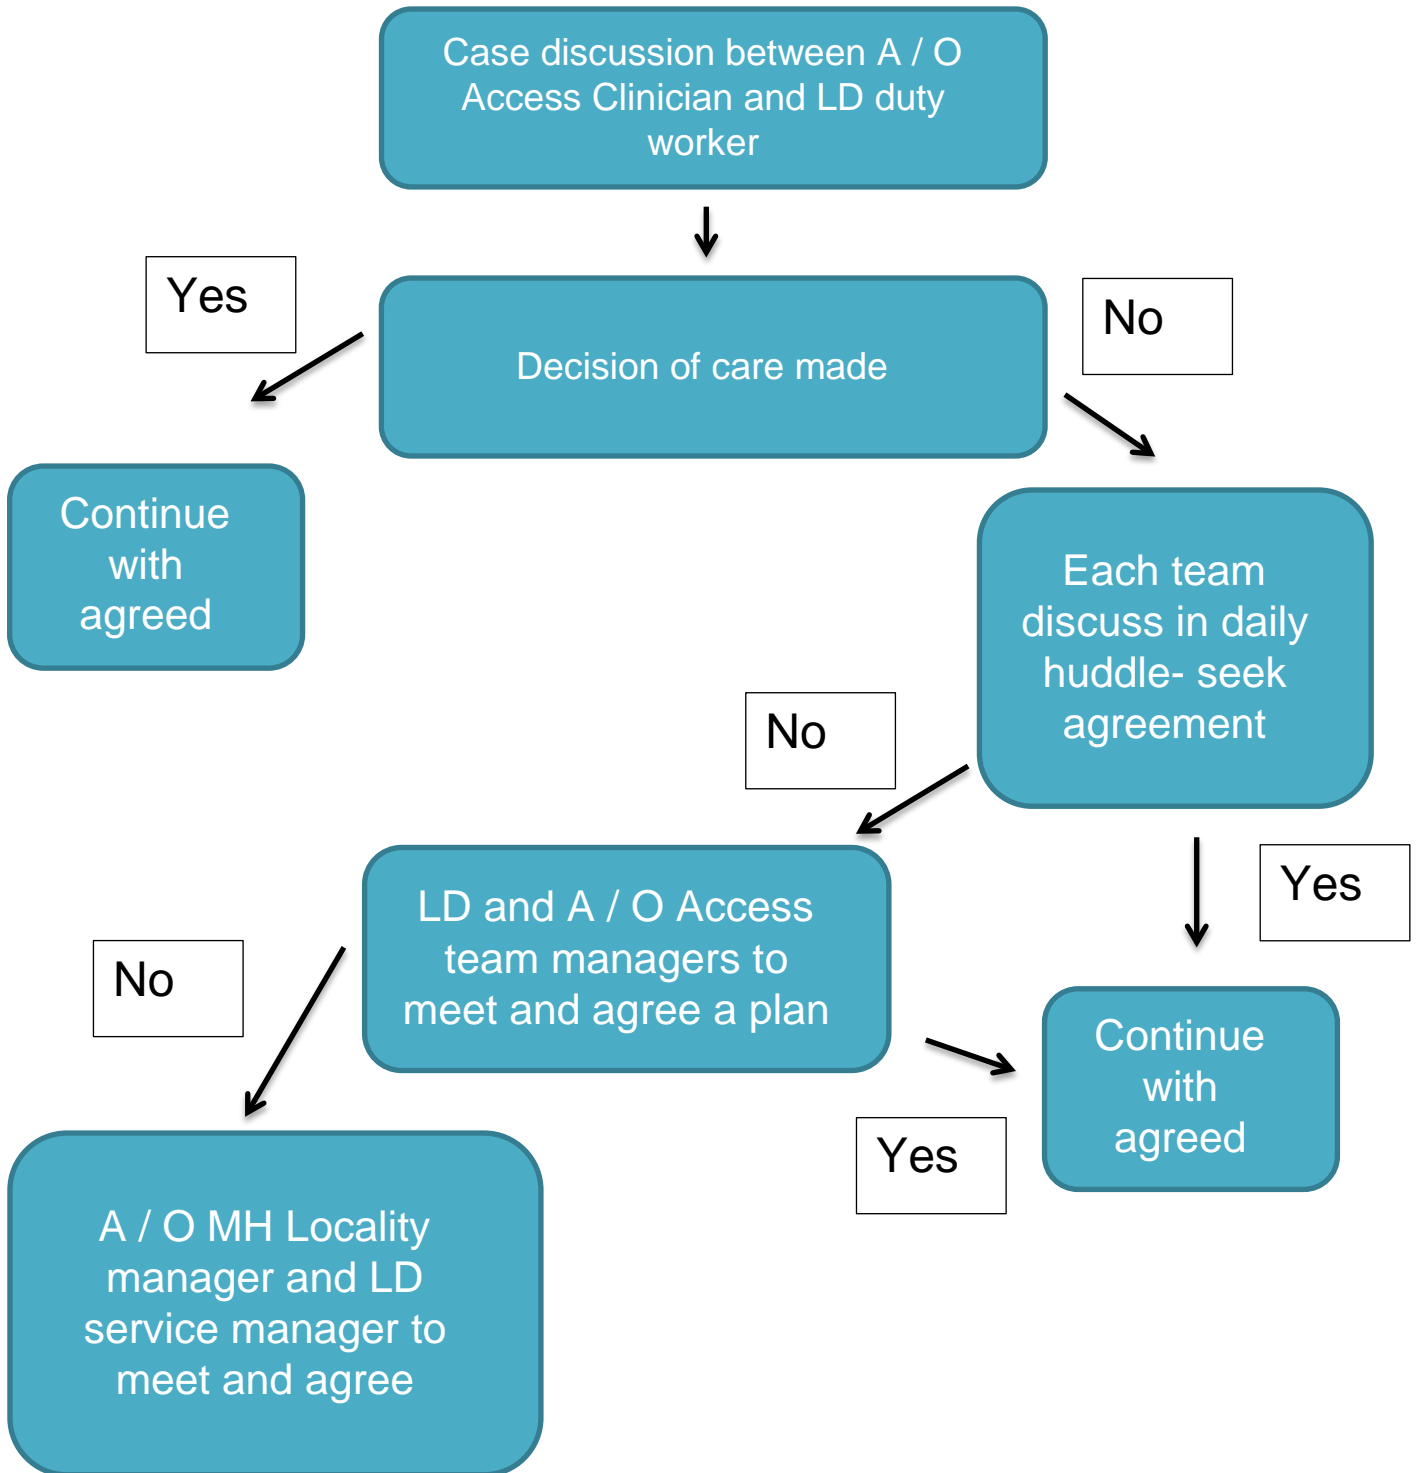 Case discussion between A / O
Access Clinician and LD duty
worker
Yes
No
Decision of care made
Continue
with
agreed
Each team
discuss in daily
huddle- seek
agreement
No
Yes
LD and A / O Access
team managers to
meet and agree a plan
No
Continue
with
agreed
Yes
A / O MH Locality
manager and LD
service manager to
meet and agree